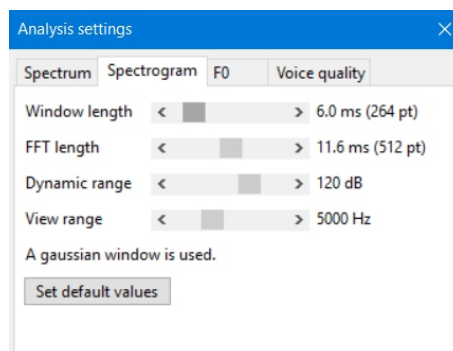 Analysis settings
Spectrum Spectrogram F0 Voice quality
Window length 6.0 ms (264 pt)
FFT length 11.6 ms (512 pt)
Dynamic range 120 dB
View range 5000 Hz
A gaussian window is used.
Set default values